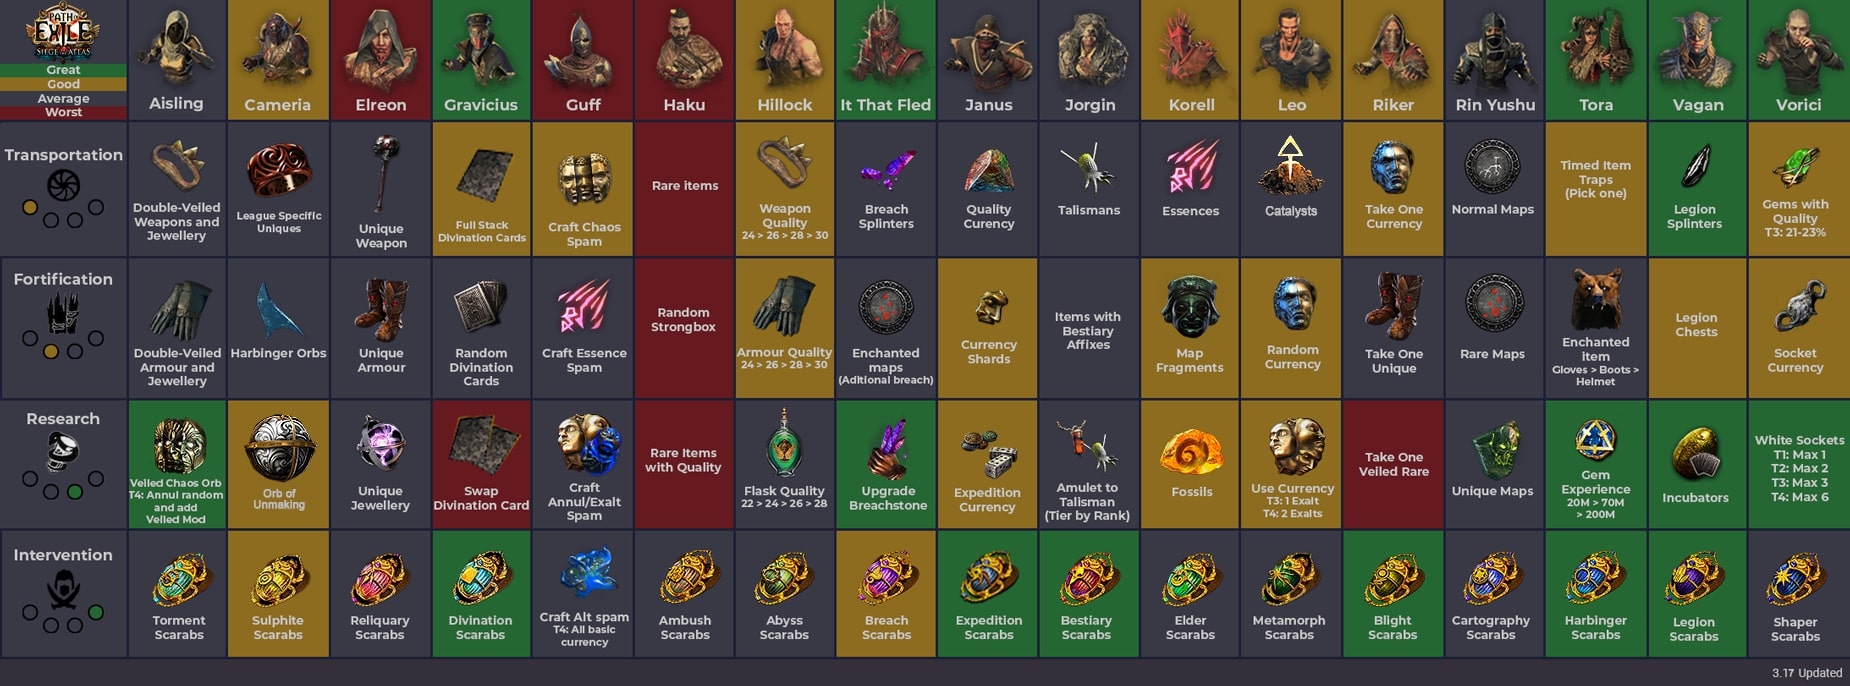 PATH OF
EXILE
SIEGE OF THE ATLAS
Great
Good
Average
Worst
Aisling
Cameria
Elreon
Gravicius
Guff
Haku
Hillock
It That Fled
Janus
Jorgin
Korell
Leo
Riker
Rin Yushu
Tora
Vagan
Vorici
Transportation
Double-Veiled
Weapons and
Jewellery
League Specific
Uniques
Unique
Weapon
Full Stack
Divination Cards
Craft Chaos
Spam
Rare items
Weapon
Quality
24 > 26 > 28 > 30
Breach
Splinters
Quality
Curency
Talismans
Essences
Catalysts
Take One
Currency
Normal Maps
Timed Item
Traps
(Pick one)
Legion
Splinters
Gems with
Quality
T3: 21-23%
Fortification
Double-Veiled
Armour and
Jewellery
Harbinger Orbs
Unique
Armour
Random
Divination
Cards
Craft Essence
Spam
Random
Strongbox
Armour Quality
24 > 26 > 28 > 30
Enchanted
maps
(Aditional breach)
Currency
Shards
Items with
Bestiary
Affixes
Map
Fragments
Random
Currency
Take One
Unique
Rare Maps
Enchanted
item
Gloves > Boots >
Helmet
Legion
Chests
Socket
Currency
Research
Veiled Chaos Orb
T4: Annul random
and add
Veiled Mod
Orb of
Unmaking
Unique
Jewellery
Swap
Divination Card
Craft
Annul/Exalt
Spam
Rare Items
with Quality
Flask Quality
22 > 24 > 26 > 28
Upgrade
Breachstone
Expedition
Currency
Amulet to
Talisman
(Tier by Rank)
Fossils
Use Currency
T3: 1 Exalt
T4: 2 Exalts
Take One
Veiled Rare
Unique Maps
Gem
Experience
20M > 70M
> 200M
Incubators
White Sockets
T1: Max 1
T2: Max 2
T3: Max 3
T4: Max 6
Intervention
Torment
Scarabs
Sulphite
Scarabs
Reliquary
Scarabs
Divination
Scarabs
Craft Alt spam
T4: All basic
currency
Ambush
Scarabs
Abyss
Scarabs
Breach
Scarabs
Expedition
Scarabs
Bestiary
Scarabs
Elder
Scarabs
Metamorph
Scarabs
Blight
Scarabs
Cartography
Scarabs
Harbinger
Scarabs
Legion
Scarabs
Shaper
Scarabs
3.17 Updated